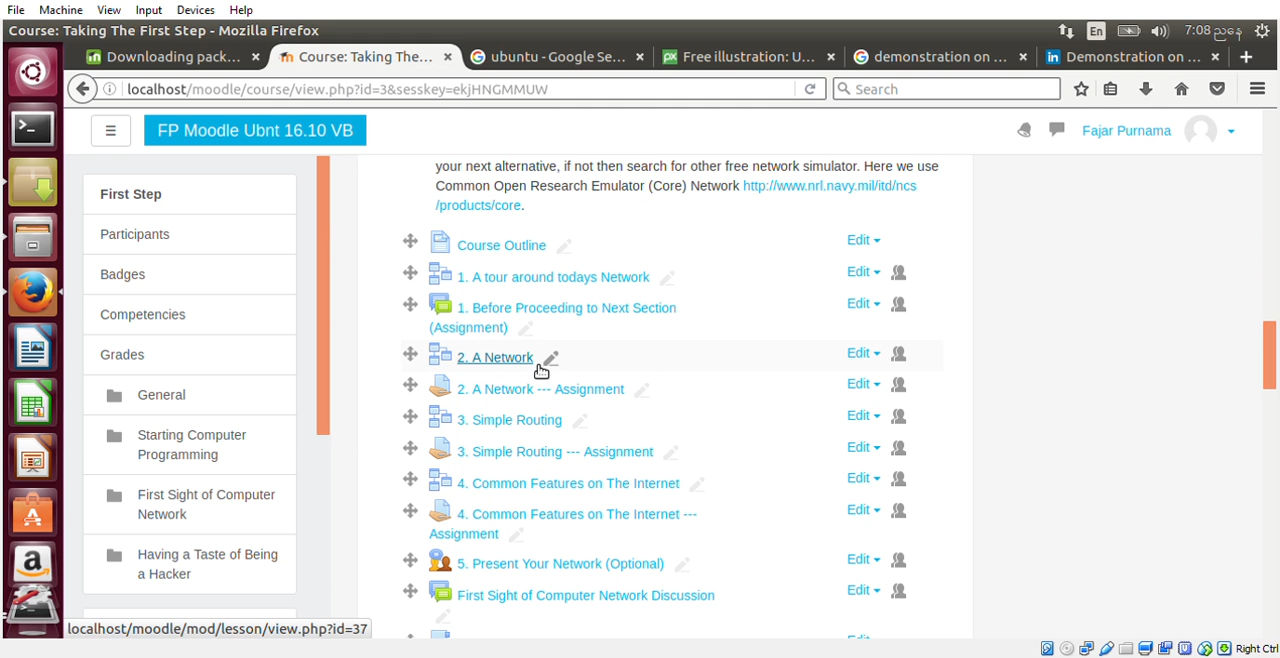 File Machine View Input Devices Help
Course: Taking The First Step - Mozilla Firefox
En
7:08 ညနေ
Downloading pack... ×
Course: Taking The... ×
ubuntu - Google Se... ×
Free illustration: U... ×
demonstration on ... ×
Demonstration on ... ×
localhost/moodle/course/view.php?id=3&sesskey=ekjHNGMMUW
Search
FP Moodle Ubnt 16.10 VB
Fajar Purnama
First Step
Participants
Badges
Competencies
Grades
General
Starting Computer
Programming
First Sight of Computer
Network
Having a Taste of Being
a Hacker
your next alternative, if not then search for other free network simulator. Here we use
Common Open Research Emulator (Core) Network http://www.nrl.navy.mil/itd/ncs
/products/core.
Course Outline Edit
1. A tour around todays Network Edit
1. Before Proceeding to Next Section Edit
(Assignment)
2. A Network Edit
2. A Network --- Assignment Edit
3. Simple Routing Edit
3. Simple Routing --- Assignment Edit
4. Common Features on The Internet Edit
4. Common Features on The Internet --- Edit
Assignment
5. Present Your Network (Optional) Edit
First Sight of Computer Network Discussion Edit
localhost/moodle/mod/lesson/view.php?id=37
Right Ctrl